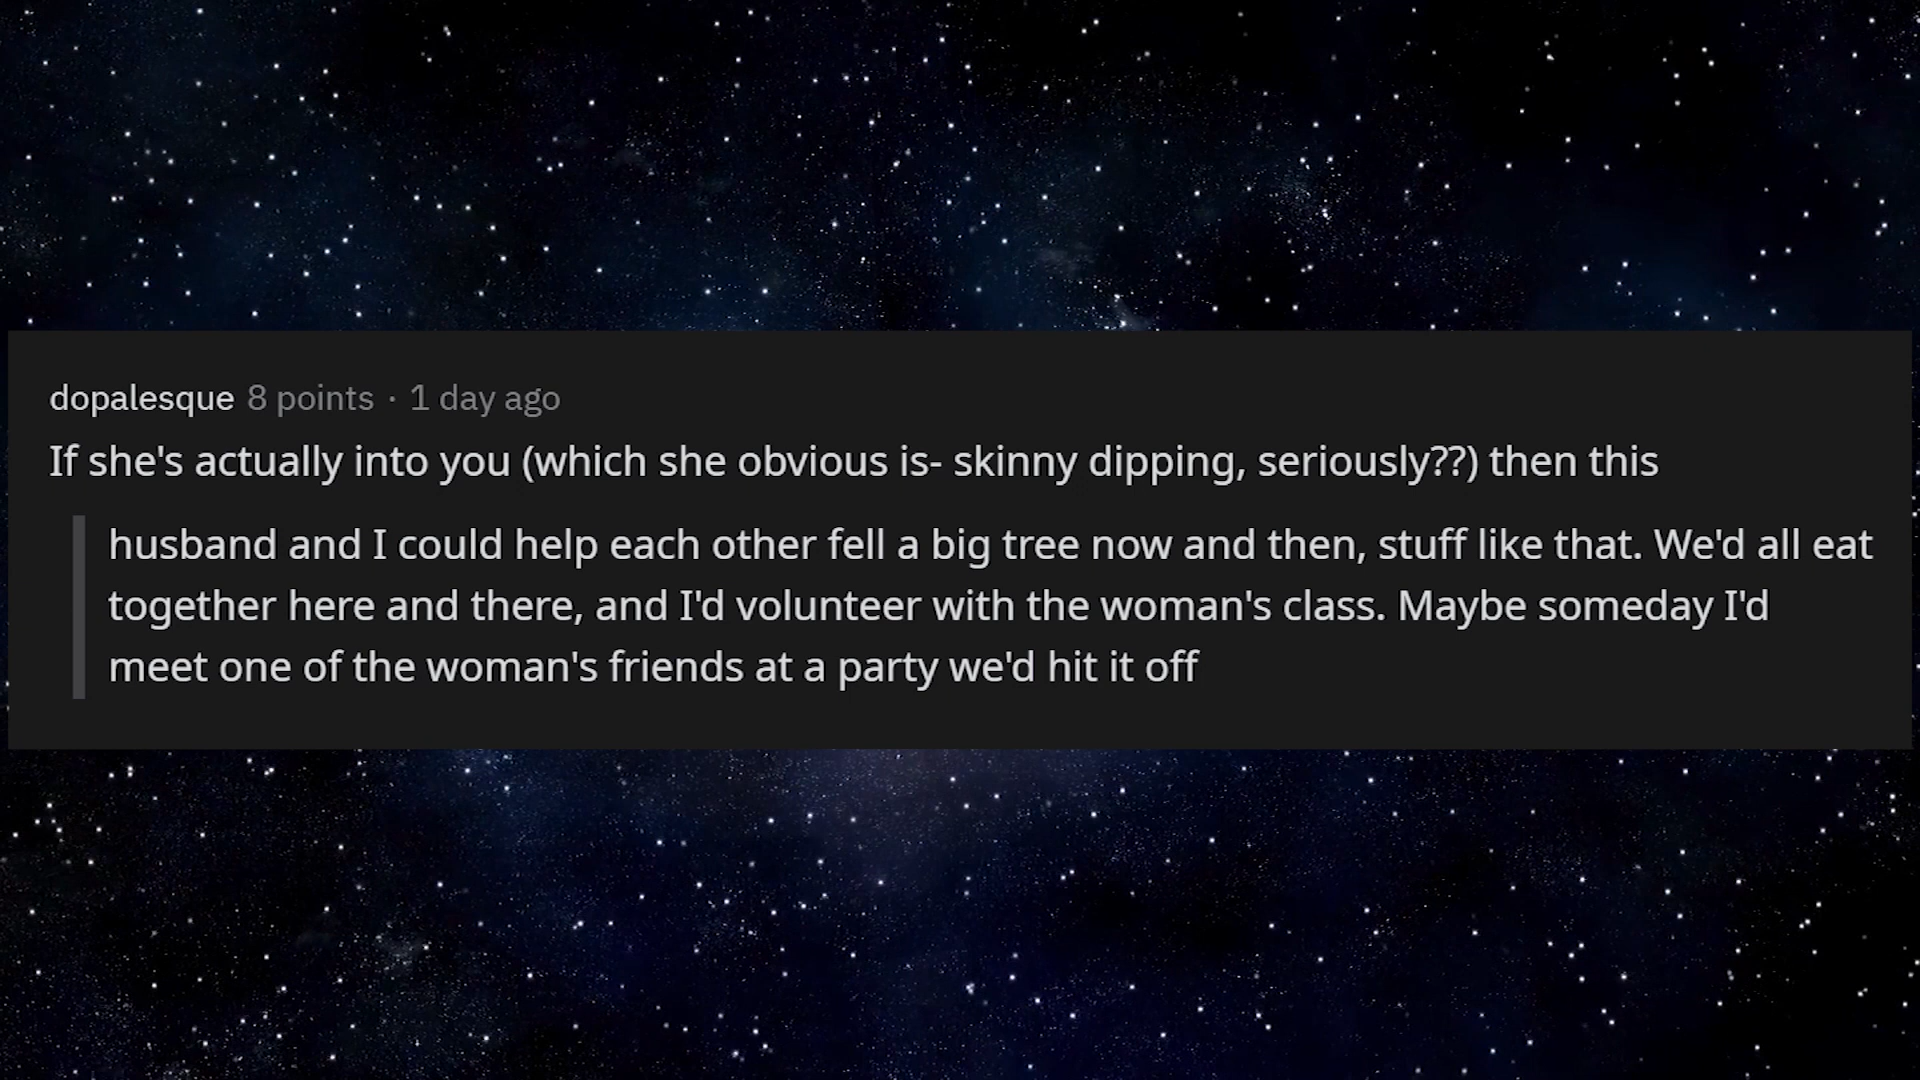 dopalesque 8 points · 1 day ago
If she's actually into you (which she obvious is- skinny dipping, seriously??) then this
husband and I could help each other fell a big tree now and then, stuff like that. We'd all eat
together here and there, and I'd volunteer with the woman's class. Maybe someday I'd
meet one of the woman's friends at a party we'd hit it off